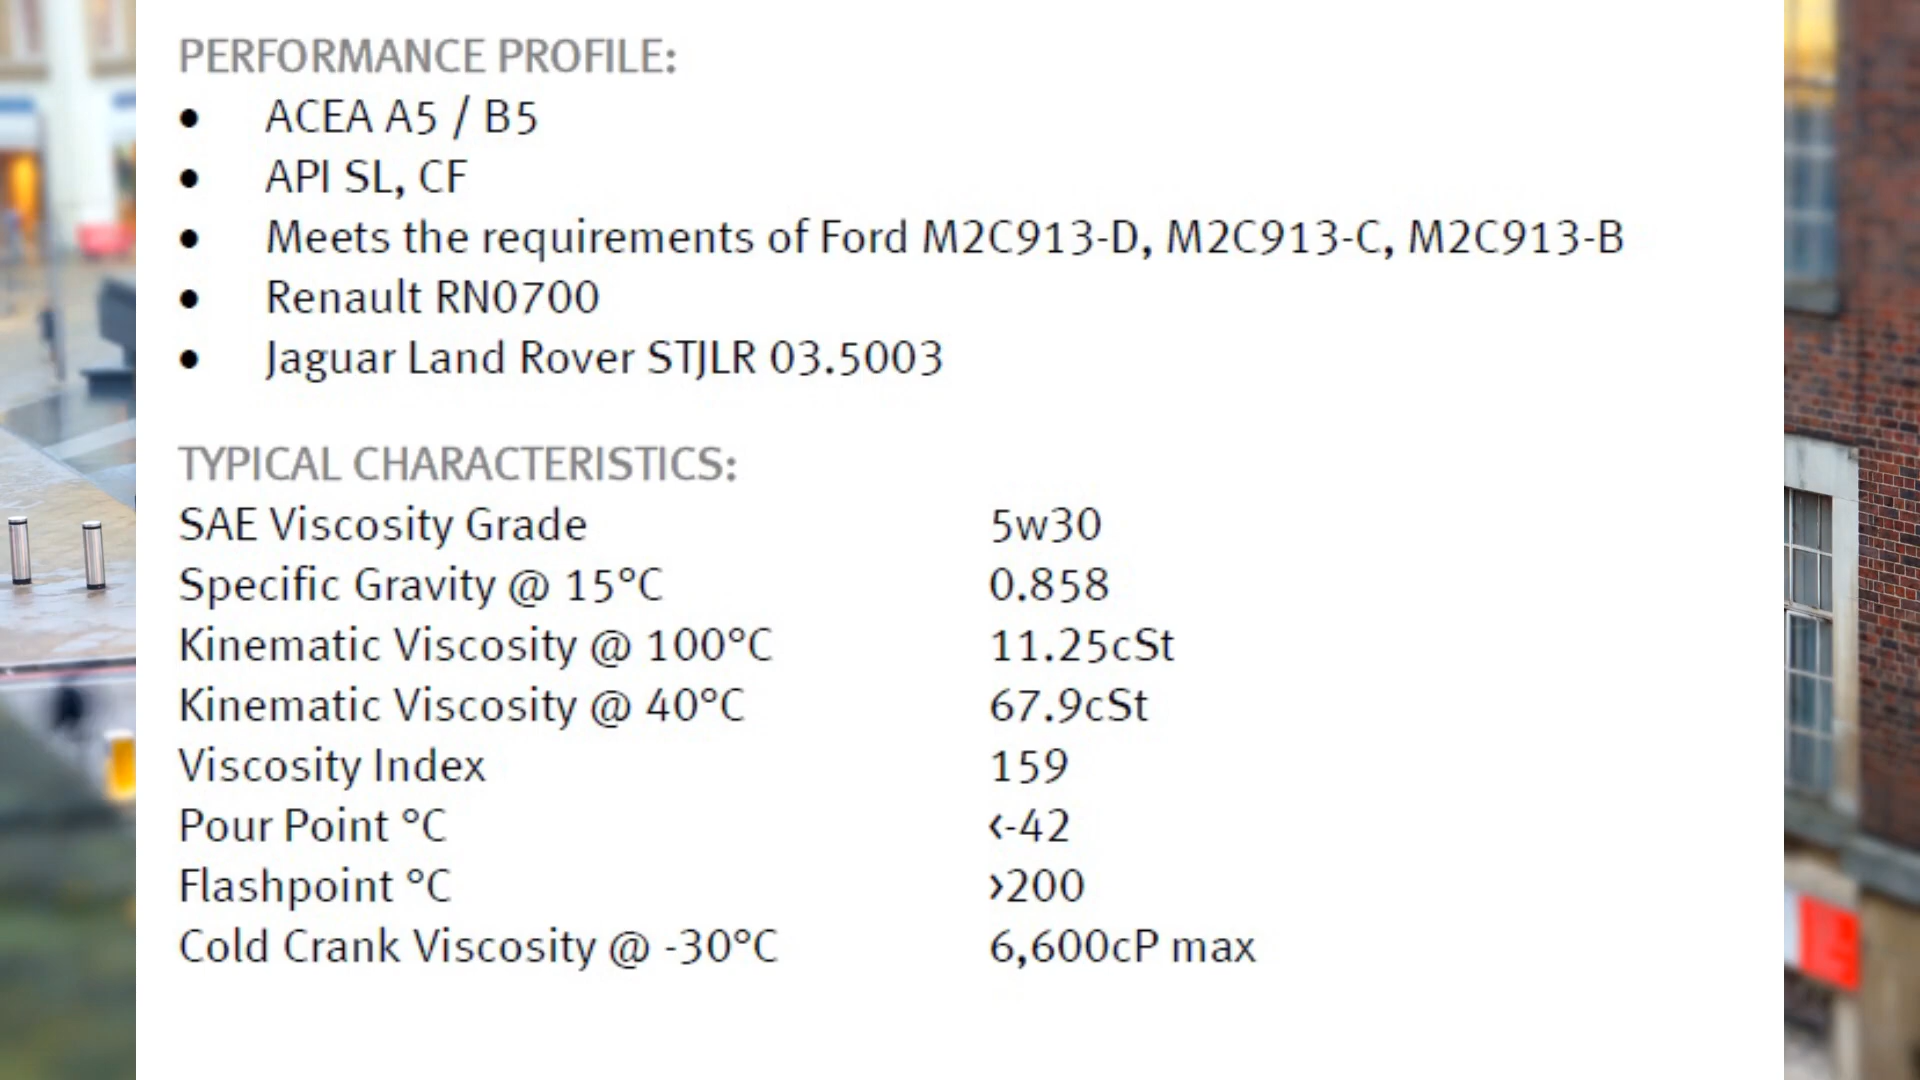 PERFORMANCE PROFILE:
• ACEA A5 / B5
• API SL, CF
• Meets the requirements of Ford M2C913-D, M2C913-C, M2C913-B
• Renault RN0700
• Jaguar Land Rover STJLR 03.5003
TYPICAL CHARACTERISTICS:
SAE Viscosity Grade 5w30
Specific Gravity @ 15°C 0.858
Kinematic Viscosity @ 100°C 11.25cSt
Kinematic Viscosity @ 40°C 67.9cSt
Viscosity Index 159
Pour Point °C <-42
Flashpoint °C >200
Cold Crank Viscosity @ -30°C 6,600cP max